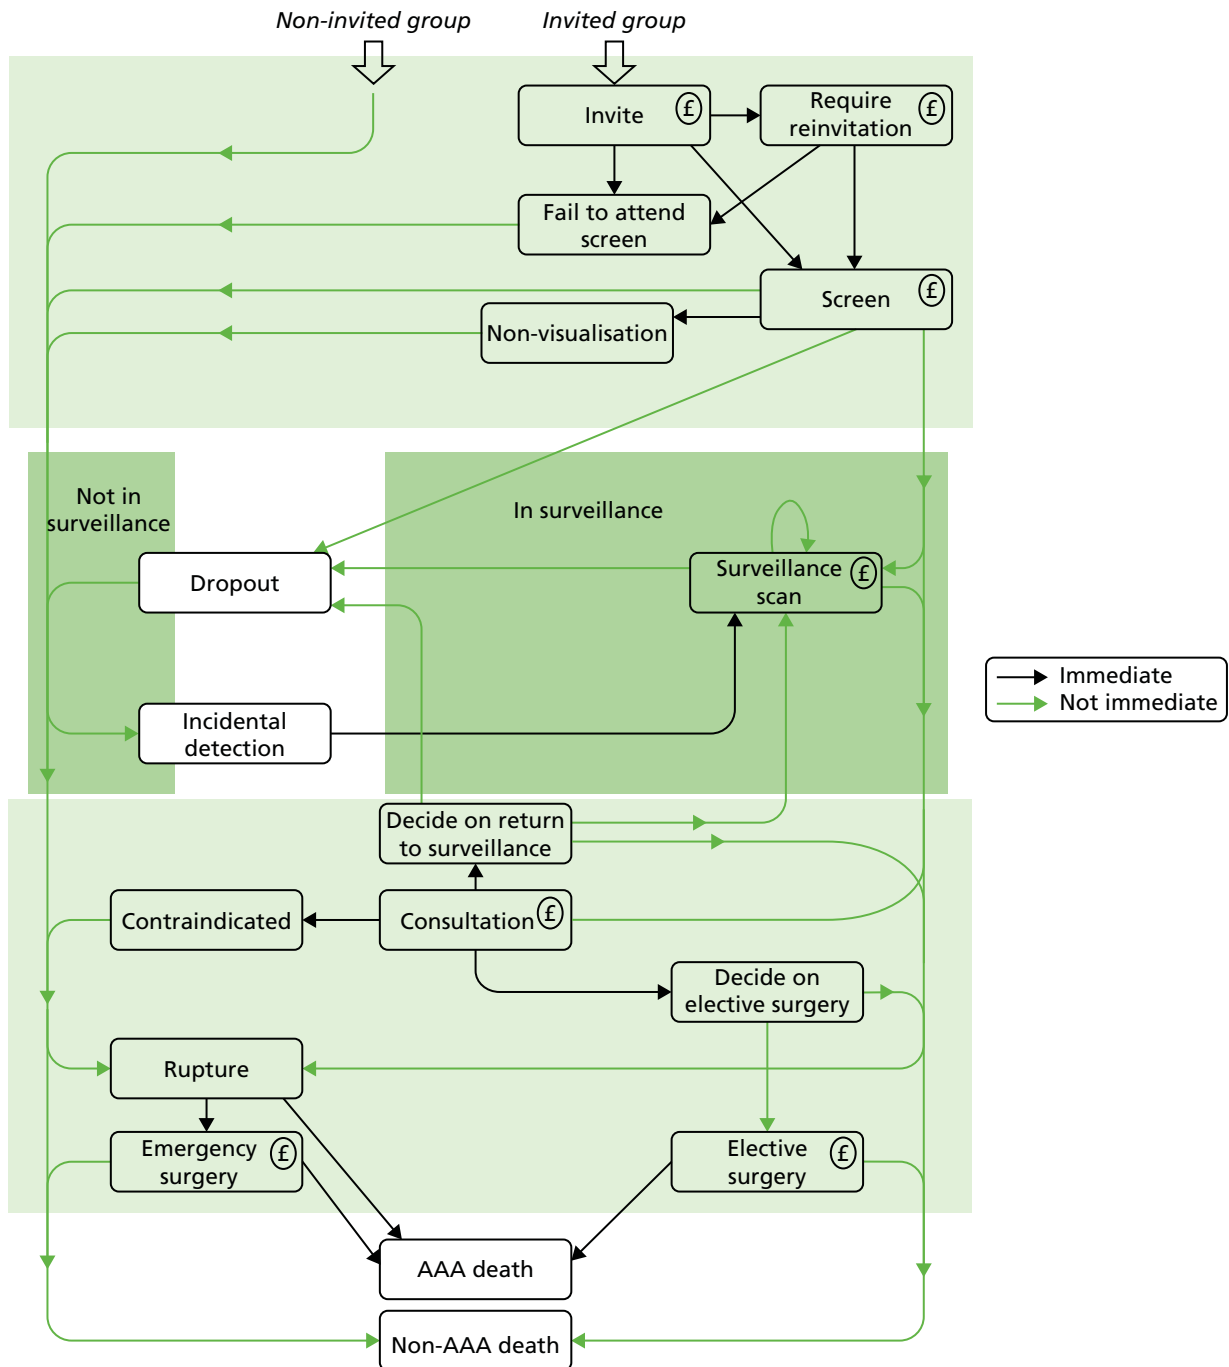 Non-invited group
Invited group
Invite
£
Require
reinvitation
£
Fail to attend
screen
Screen
£
Non-visualisation
Not in
surveillance
In surveillance
Dropout
Surveillance
scan
£
Immediate
Not immediate
Incidental
detection
Decide on return
to surveillance
Contraindicated
Consultation
£
Decide on
elective surgery
Rupture
Emergency
surgery
£
Elective
surgery
£
AAA death
Non-AAA death